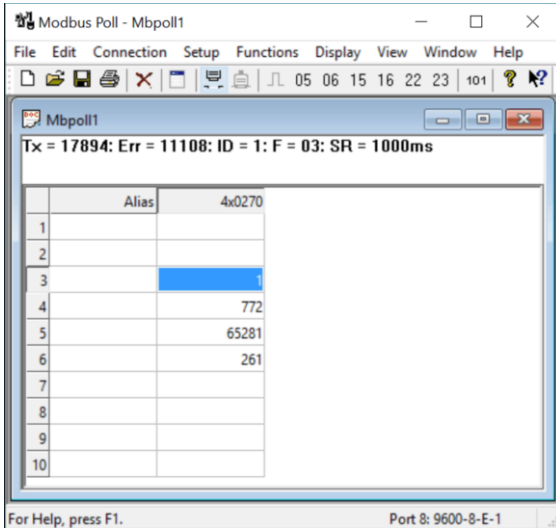 Modbus Poll - Mbpoll1
File Edit Connection Setup Functions Display View Window Help
05 06 15 16 22 23 101
Mbpoll1
Tx = 17894: Err = 11108: ID = 1: F = 03: SR = 1000ms
Alias 4x0270
1
2
3 1
4 772
5 65281
6 261
7
8
9
10
For Help, press F1. Port 8: 9600-8-E-1